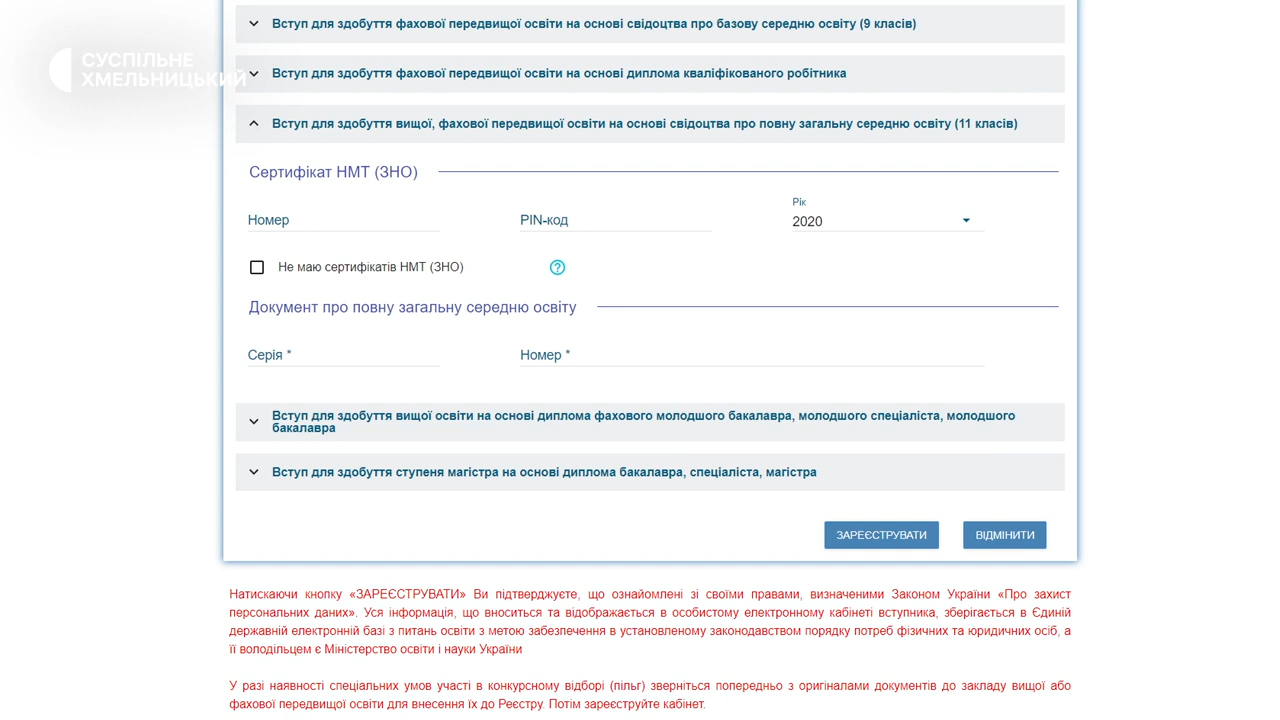 Вступ для здобуття фахової передвищої освіти на основі свідоцтва про базову середню освіту (9 класів)
СУСПІЛЬНЕ
ХМЕЛЬНИЦЬКИЙ
Вступ для здобуття фахової передвищої освіти на основі диплома кваліфікованого робітника
Вступ для здобуття вищої, фахової передвищої освіти на основі свідоцтва про повну загальну середню освіту (11 класів)
Сертифікат НМТ (ЗНО)
Номер
PIN-код
Рік
2020
Не маю сертифікатів НМТ (ЗНО)
Документ про повну загальну середню освіту
Серія *
Номер *
Вступ для здобуття вищої освіти на основі диплома фахового молодшого бакалавра, молодшого спеціаліста, молодшого
бакалавра
Вступ для здобуття ступеня магістра на основі диплома бакалавра, спеціаліста, магістра
ЗАРЕЄСТРУВАТИ
ВІДМІНИТИ
Натискаючи кнопку «ЗАРЕЄСТРУВАТИ» Ви підтверджуєте, що ознайомлені зі своїми правами, визначеними Законом України «Про захист
персональних даних». Уся інформація, що вноситься та відображається в особистому електронному кабінеті вступника, зберігається в Єдиній
державній електронній базі з питань освіти з метою забезпечення в установленому законодавством порядку потреб фізичних та юридичних осіб, а
її володільцем є Міністерство освіти і науки України
У разі наявності спеціальних умов участі в конкурсному відборі (пільг) зверніться попередньо з оригіналами документів до закладу вищої або
фахової передвищої освіти для внесення їх до Реєстру. Потім зареєструйте кабінет.